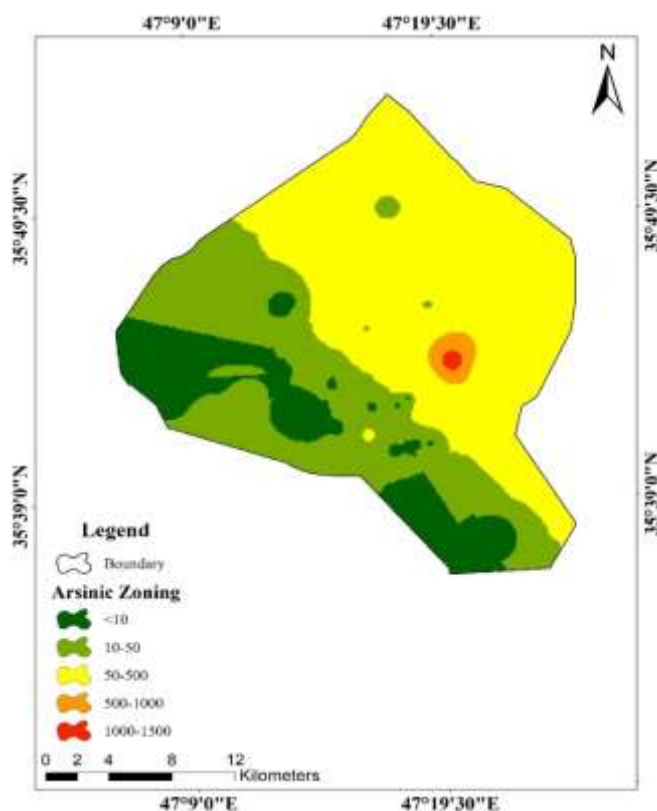 47°9'0"E 47°19'30"E
N
35°49'30"N 35°49'30"N
35°39'0"N 35°39'0"N
Legend
Boundary
Arsinic Zoning
<10
10-50
50-500
500-1000
1000-1500
0 2 4 8 12
Kilometers
47°9'0"E 47°19'30"E